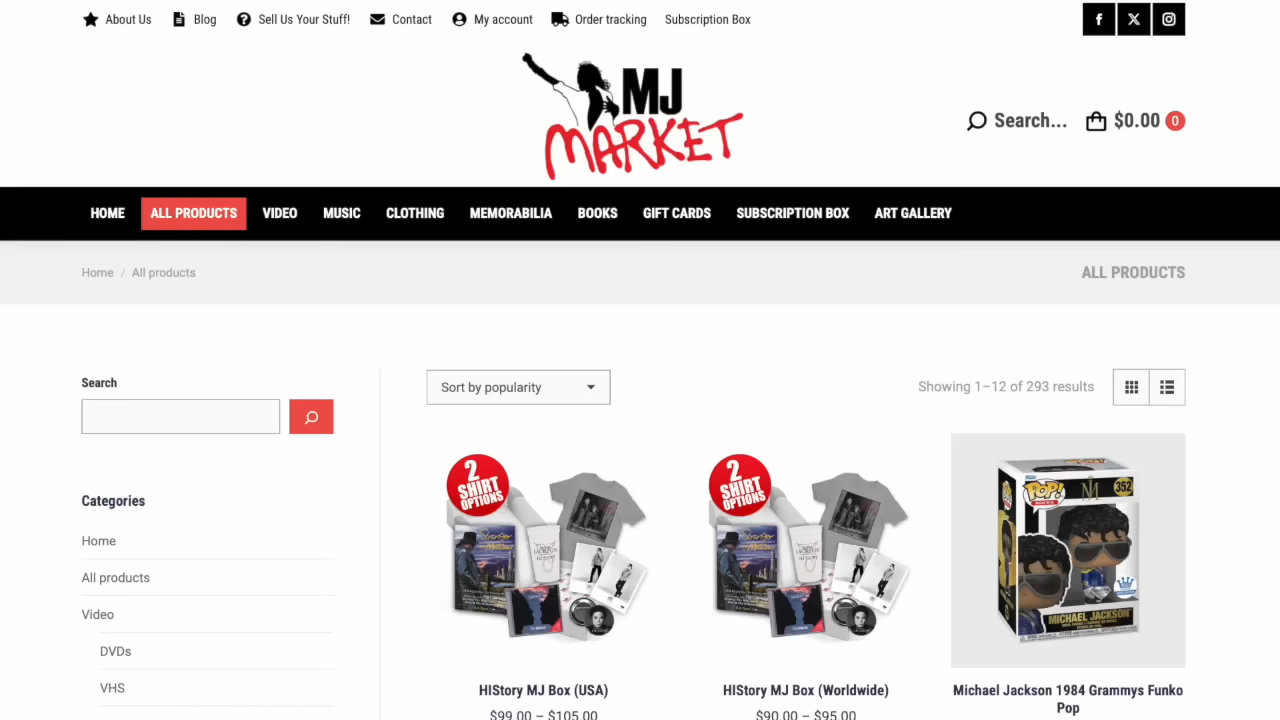 About Us
Blog
Sell Us Your Stuff!
Contact
My account
Order tracking
Subscription Box
MJ
MARKET
Search...
$0.00
0
HOME
ALL PRODUCTS
VIDEO
MUSIC
CLOTHING
MEMORABILIA
BOOKS
GIFT CARDS
SUBSCRIPTION BOX
ART GALLERY
Home / All products
ALL PRODUCTS
Search
Sort by popularity
Showing 1–12 of 293 results
Categories
Home
All products
Video
DVDs
VHS
2
SHIRT
OPTIONS
HIStory MJ Box (USA)
$99.00 – $105.00
2
SHIRT
OPTIONS
HIStory MJ Box (Worldwide)
$90.00 – $95.00
POP!
352
MICHAEL JACKSON
Michael Jackson 1984 Grammys Funko
Pop